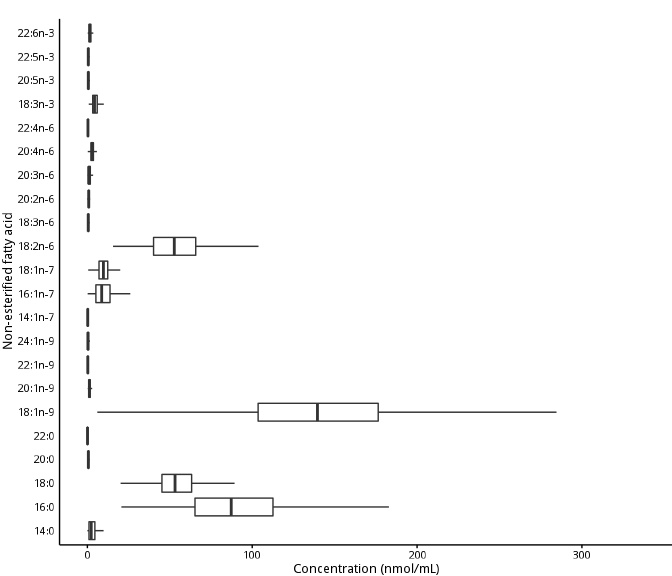 Non-esterified fatty acid
22:6n-3
22:5n-3
20:5n-3
18:3n-3
22:4n-6
20:4n-6
20:3n-6
20:2n-6
18:3n-6
18:2n-6
18:1n-7
16:1n-7
14:1n-7
24:1n-9
22:1n-9
20:1n-9
18:1n-9
22:0
20:0
18:0
16:0
14:0
0 100 200 300
Concentration (nmol/mL)